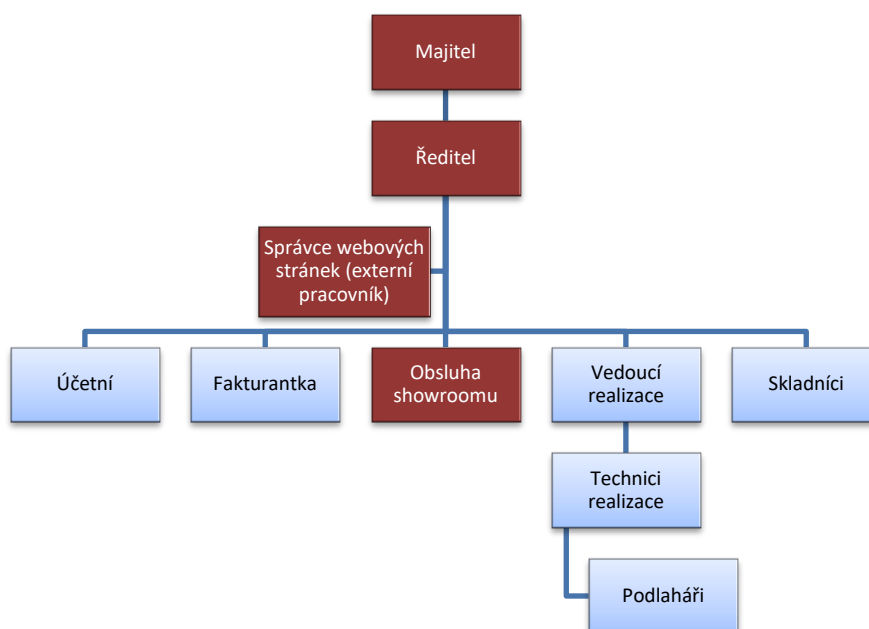 Majitel
Ředitel
Správce webových
stránek (externí
pracovník)
Účetní
Fakturantka
Obsluha
showroomu
Vedoucí
realizace
Skladníci
Technici
realizace
Podlaháři